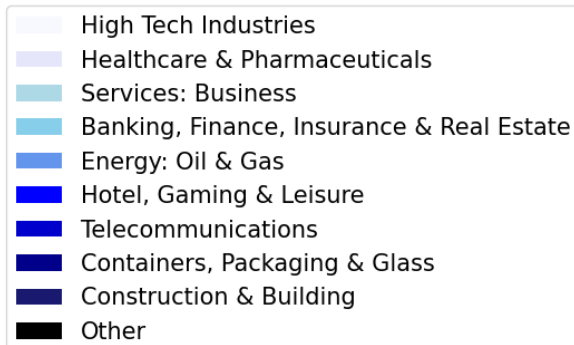 High Tech Industries
Healthcare & Pharmaceuticals
Services: Business
Banking, Finance, Insurance & Real Estate
Energy: Oil & Gas
Hotel, Gaming & Leisure
Telecommunications
Containers, Packaging & Glass
Construction & Building
Other